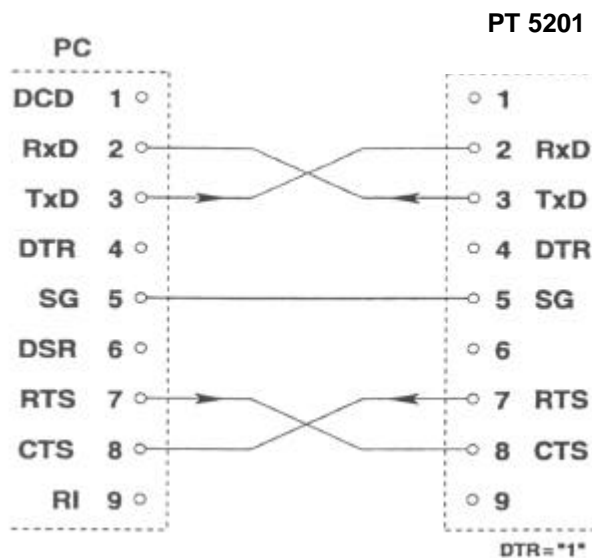 PT 5201
PC
DCD 1 1
RxD 2 2 RxD
TxD 3 3 TxD
DTR 4 4 DTR
SG 5 5 SG
DSR 6 6
RTS 7 7 RTS
CTS 8 8 CTS
RI 9 9
DTR="1"